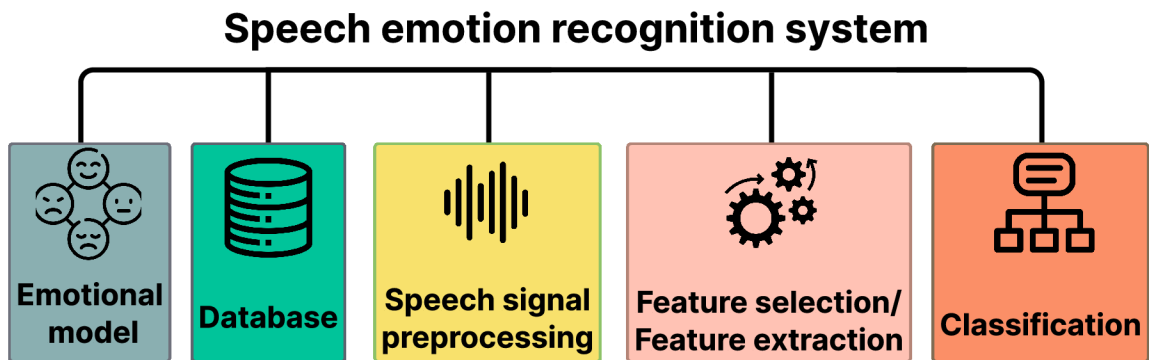 Speech emotion recognition system
Emotional
model
Database
Speech signal
preprocessing
Feature selection/
Feature extraction
Classification